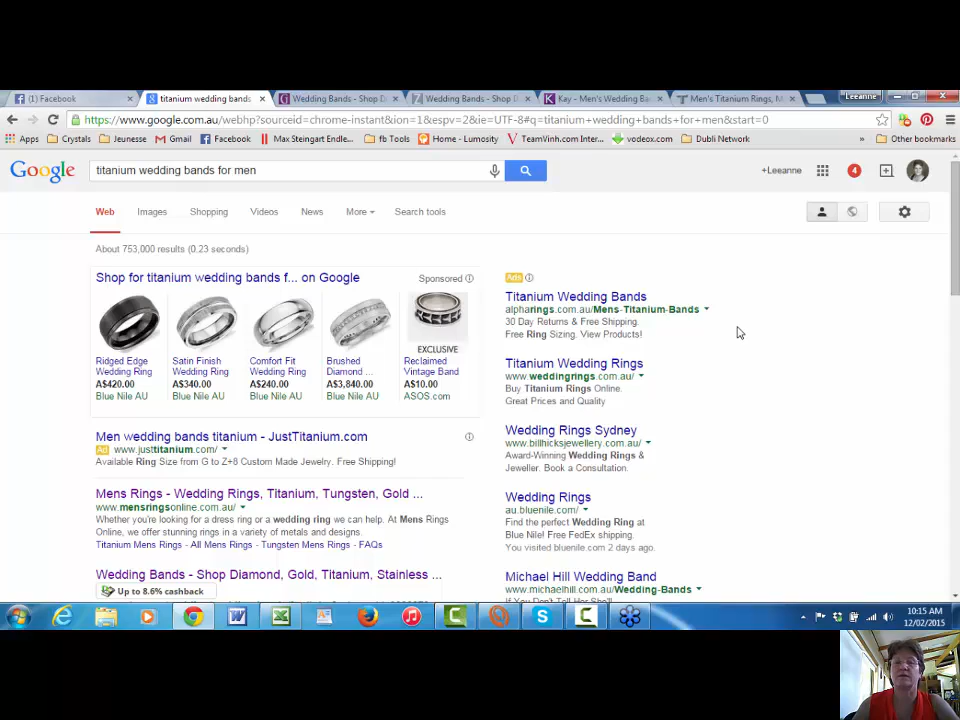 (1) Facebook
titanium wedding bands
Wedding Bands - Shop D
Wedding Bands - Shop D
Kay - Men's Wedding Ba
Men's Titanium Rings, M
Leeanne
https://www.google.com.au/webhp?sourceid=chrome-instant&ion=1&espv=2&ie=UTF-8#q=titanium+wedding+bands+for+men&start=0
Apps
Crystals
Jeunesse
Gmail
Facebook
Max Steingart Endle...
fb Tools
Home - Lumosity
TeamVinh.com Inter...
vodeox.com
Dubli Network
»
Other bookmarks
Google
titanium wedding bands for men
+Leeanne
4
Web Images Shopping Videos News More Search tools
About 753,000 results (0.23 seconds)
Shop for titanium wedding bands f... on Google
Sponsored
EXCLUSIVE
Ridged Edge
Wedding Ring
A$420.00
Blue Nile AU
Satin Finish
Wedding Ring
A$340.00
Blue Nile AU
Comfort Fit
Wedding Ring
A$240.00
Blue Nile AU
Brushed
Diamond ...
A$3,840.00
Blue Nile AU
Reclaimed
Vintage Band
A$10.00
ASOS.com
Men wedding bands titanium - JustTitanium.com
Ad www.justtitanium.com/
Available Ring Size from G to Z+8 Custom Made Jewelry. Free Shipping!
Mens Rings - Wedding Rings, Titanium, Tungsten, Gold ...
www.mensringsonline.com.au/
Whether you're looking for a dress ring or a wedding ring we can help. At Mens Rings
Online, we offer stunning rings in a variety of metals and designs.
Titanium Mens Rings - All Mens Rings - Tungsten Mens Rings - FAQs
Wedding Bands - Shop Diamond, Gold, Titanium, Stainless ...
Up to 8.6% cashback
Ads
Titanium Wedding Bands
alpharings.com.au/Mens-Titanium-Bands
30 Day Returns & Free Shipping.
Free Ring Sizing. View Products!
Titanium Wedding Rings
www.weddingrings.com.au/
Buy Titanium Rings Online.
Great Prices and Quality
Wedding Rings Sydney
www.billhicksjewellery.com.au/
Award-Winning Wedding Rings &
Jeweller. Book a Consultation.
Wedding Rings
au.bluenile.com/
Find the perfect Wedding Ring at
Blue Nile! Free FedEx shipping.
You visited bluenile.com 2 days ago.
Michael Hill Wedding Band
www.michaelhill.com.au/Wedding-Bands
10:15 AM
12/02/2015